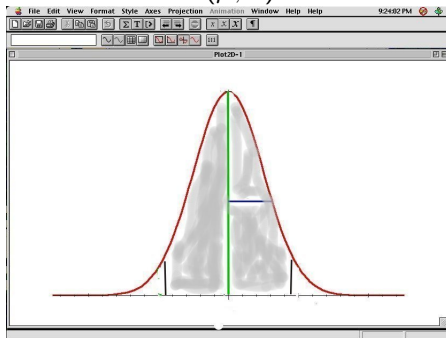 File Edit View Format Style Axes Projection Animation Window Help Help 9:24:02 PM
Plot2D-1